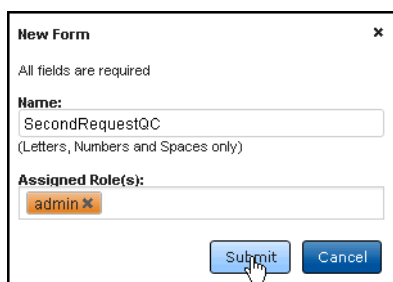 New Form ×
All fields are required
Name:
SecondRequestQC
(Letters, Numbers and Spaces only)
Assigned Role(s):
admin ×
Submit Cancel